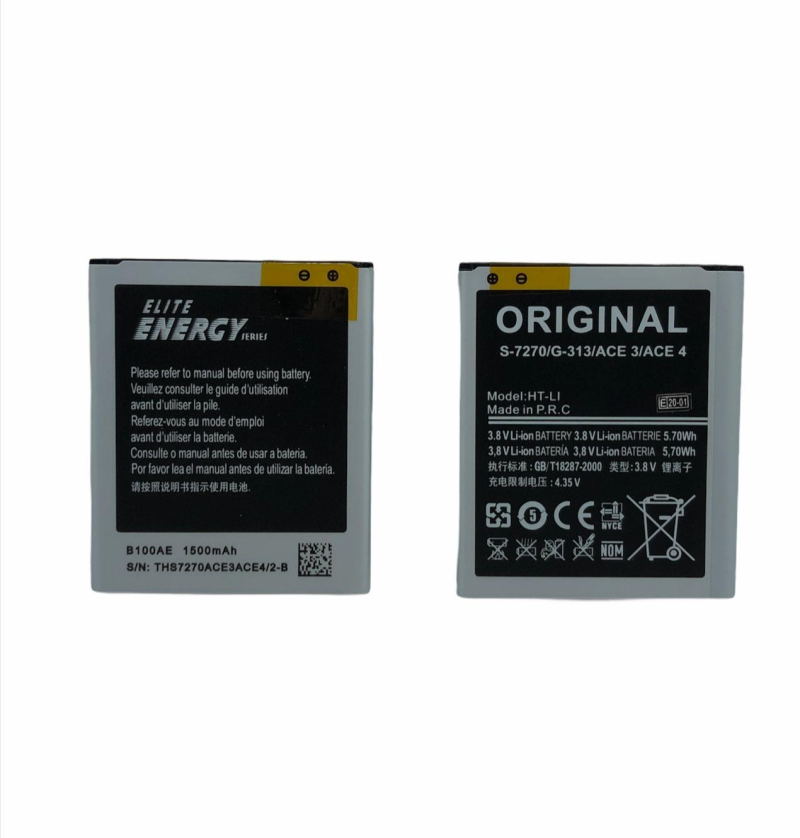 ELITE
ENERGY SERIES
Please refer to manual before using battery.
Veuillez consulter le guide d'utilisation
avant d'utiliser la pile.
Referez-vous au mode d'emploi
avant d'utiliser la batterie.
Consulte o manual antes de usar a bateria.
Por favor lea el manual antes de utilizar la bateria.
请按照说明书指示使用电池.
B100AE 1500mAh
S/N: THS7270ACE3ACE4/2-B
ORIGINAL
S-7270/G-313/ACE 3/ACE 4
Model:HT-LI
Made in P.R.C
E 20-01
3.8 V Li-ion BATTERY 3.8 V Li-ion BATTERIE 5.70Wh
3,8 V Li-ion BATERÍA 3,8 V Li-ion BATERIA 5,70Wh
执行标准: GB/T18287-2000 类型: 3.8 V 锂离子
充电限制电压: 4.35 V
5
CE
NYCE
NOM